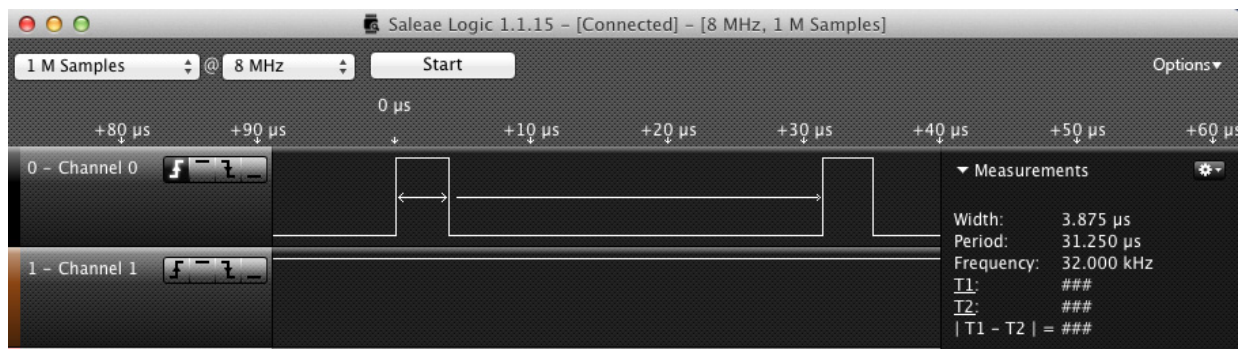 Saleae Logic 1.1.15 – [Connected] – [8 MHz, 1 M Samples]
1 M Samples @ 8 MHz Start Options▾
0 µs
+80 µs +90 µs +10 µs +20 µs +30 µs +40 µs +50 µs +60 µs
0 – Channel 0
▾ Measurements
Width: 3.875 µs
Period: 31.250 µs
1 – Channel 1
Frequency: 32.000 kHz
T1: ###
T2: ###
| T1 – T2 | = ###